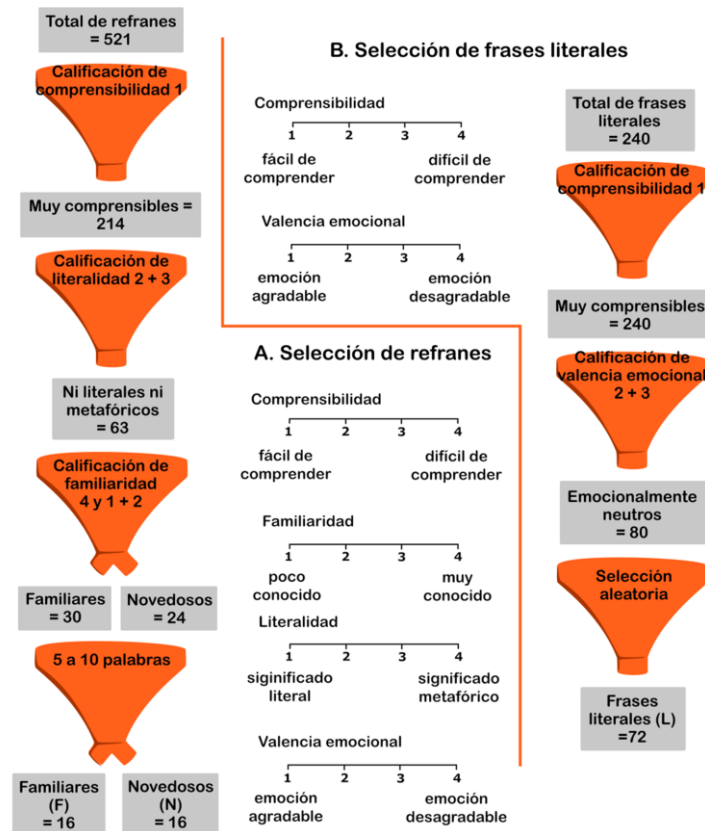 Total de refranes
= 521
Calificación de
comprensibilidad 1
Muy comprensibles =
214
Calificación de
literalidad 2 + 3
Ni literales ni
metafóricos
= 63
Calificación de
familiaridad
4 y 1 + 2
Familiares
= 30
Novedosos
= 24
5 a 10 palabras
Familiares
(F)
= 16
Novedosos
(N)
= 16
B. Selección de frases literales
Comprensibilidad
1 2 3 4
fácil de
comprender
difícil de
comprender
Valencia emocional
1 2 3 4
emoción
agradable
emoción
desagradable
A. Selección de refranes
Comprensibilidad
1 2 3 4
fácil de
comprender
difícil de
comprender
Familiaridad
1 2 3 4
poco
conocido
muy
conocido
Literalidad
1 2 3 4
siginificado
literal
significado
metafórico
Valencia emocional
1 2 3 4
emoción
agradable
emoción
desagradable
Total de frases
literales
= 240
Calificación de
comprensibilidad 1
Muy comprensibles
= 240
Calificación de
valencia emocional
2 + 3
Emocionalmente
neutros
= 80
Selección
aleatoria
Frases
literales (L)
=72